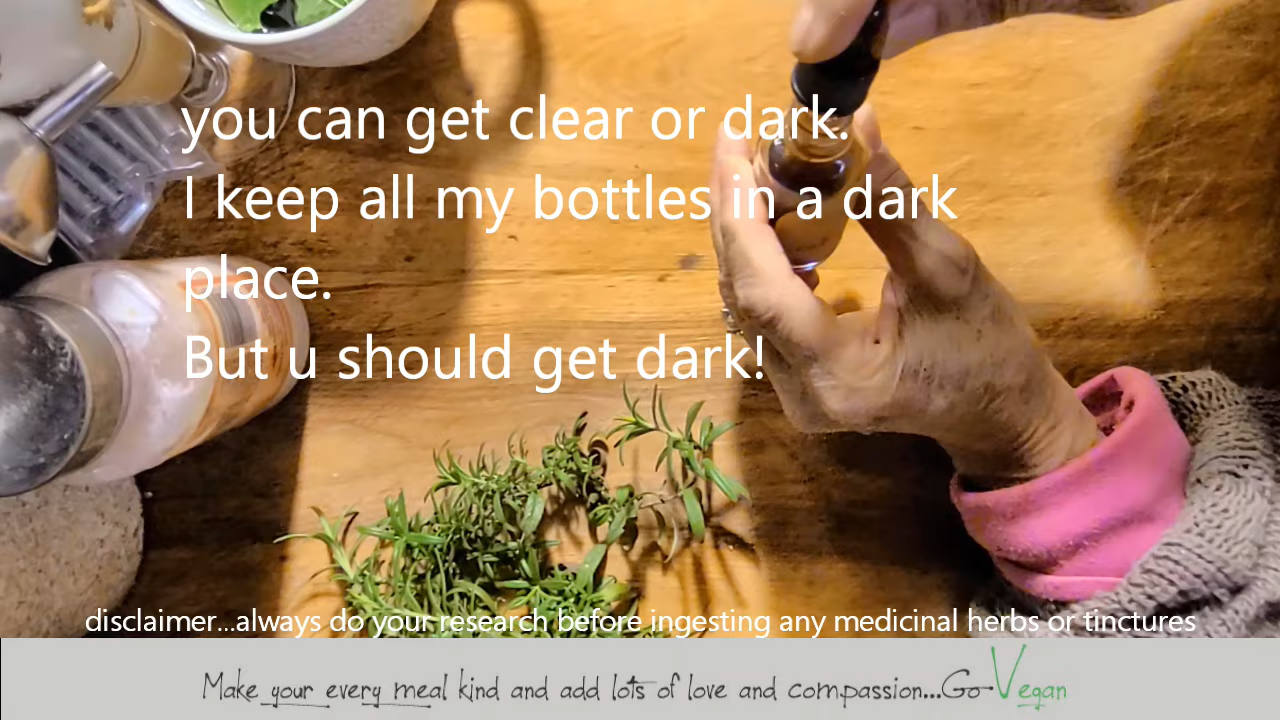 you can get clear or dark.
I keep all my bottles in a dark
place.
But u should get dark!
disclaimer...always do your research before ingesting any medicinal herbs or tinctures
Make your every meal kind and add lots of love and compassion...Go Vegan